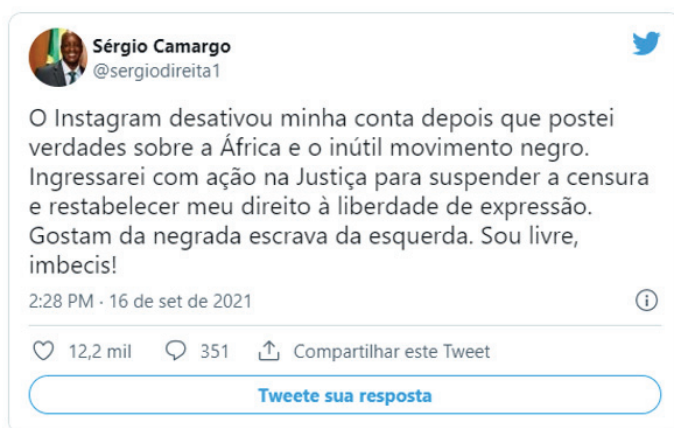 Sérgio Camargo
@sergiodireita1
O Instagram desativou minha conta depois que postei
verdades sobre a África e o inútil movimento negro.
Ingressarei com ação na Justiça para suspender a censura
e restabelecer meu direito à liberdade de expressão.
Gostam da negrada escrava da esquerda. Sou livre,
imbecis!
2:28 PM · 16 de set de 2021
12,2 mil 351 Compartilhar este Tweet
Tweete sua resposta